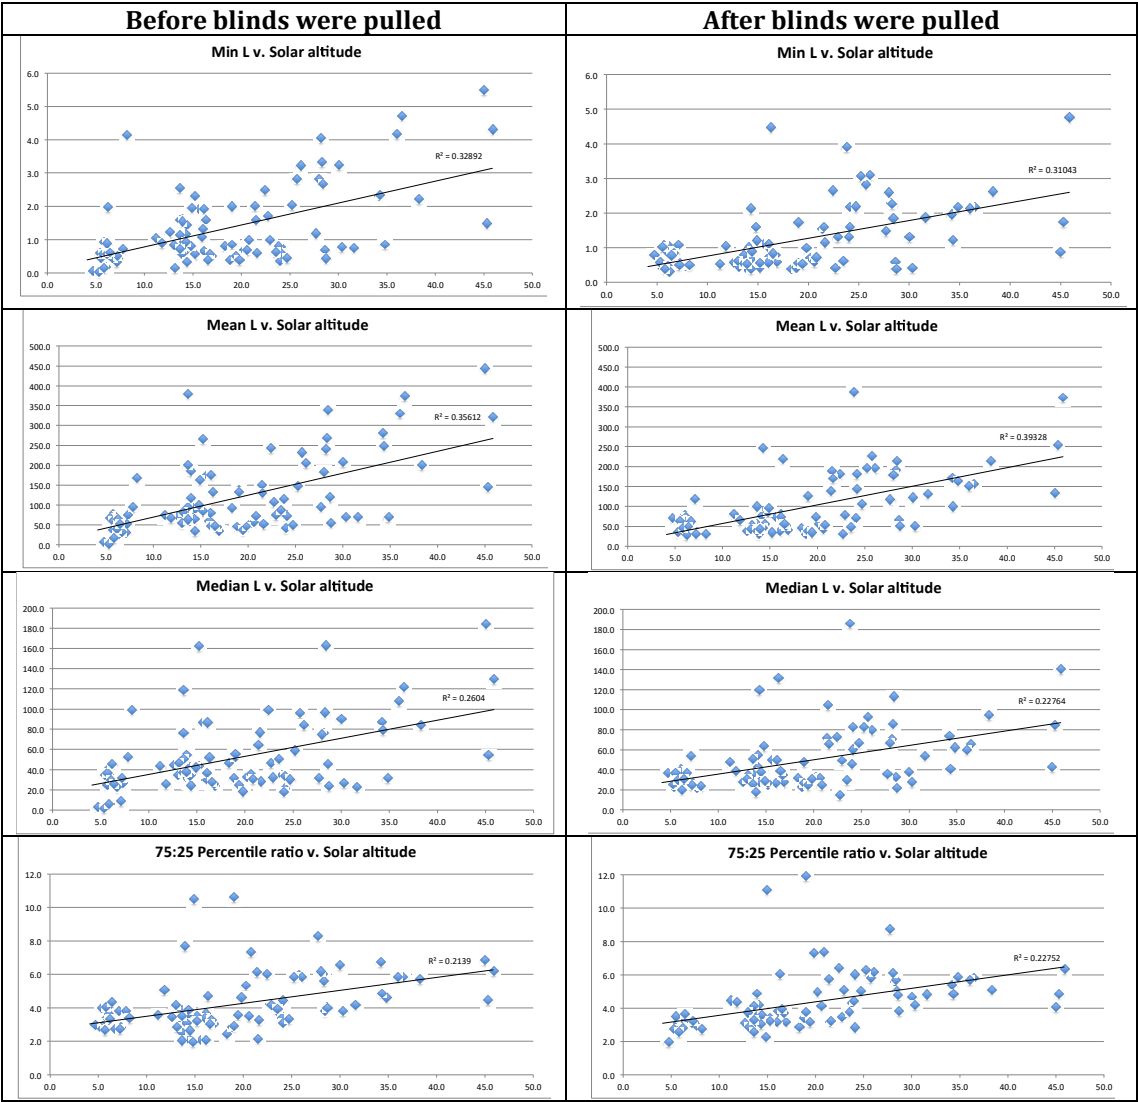 Before blinds were pulled
After blinds were pulled
Min L v. Solar altitude
6.0
5.0
4.0
3.0
2.0
1.0
0.0
R² = 0.32892
0.0 5.0 10.0 15.0 20.0 25.0 30.0 35.0 40.0 45.0 50.0
Min L v. Solar altitude
6.0
5.0
4.0
3.0
2.0
1.0
0.0
R² = 0.31043
0.0 5.0 10.0 15.0 20.0 25.0 30.0 35.0 40.0 45.0 50.0
Mean L v. Solar altitude
500.0
450.0
400.0
350.0
300.0
250.0
200.0
150.0
100.0
50.0
0.0
R² = 0.35612
0.0 5.0 10.0 15.0 20.0 25.0 30.0 35.0 40.0 45.0 50.0
Mean L v. Solar altitude
500.0
450.0
400.0
350.0
300.0
250.0
200.0
150.0
100.0
50.0
0.0
R² = 0.39328
0.0 5.0 10.0 15.0 20.0 25.0 30.0 35.0 40.0 45.0 50.0
Median L v. Solar altitude
200.0
180.0
160.0
140.0
120.0
100.0
80.0
60.0
40.0
20.0
0.0
R² = 0.2604
0.0 5.0 10.0 15.0 20.0 25.0 30.0 35.0 40.0 45.0 50.0
Median L v. Solar altitude
200.0
180.0
160.0
140.0
120.0
100.0
80.0
60.0
40.0
20.0
0.0
R² = 0.22764
0.0 5.0 10.0 15.0 20.0 25.0 30.0 35.0 40.0 45.0 50.0
75:25 Percentile ratio v. Solar altitude
12.0
10.0
8.0
6.0
4.0
2.0
0.0
R² = 0.2139
0.0 5.0 10.0 15.0 20.0 25.0 30.0 35.0 40.0 45.0 50.0
75:25 Percentile ratio v. Solar altitude
12.0
10.0
8.0
6.0
4.0
2.0
0.0
R² = 0.22752
0.0 5.0 10.0 15.0 20.0 25.0 30.0 35.0 40.0 45.0 50.0